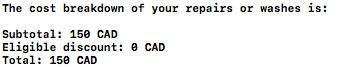 The cost breakdown of your repairs or washes is:
Subtotal: 150 CAD
Eligible discount: 0 CAD
Total: 150 CAD